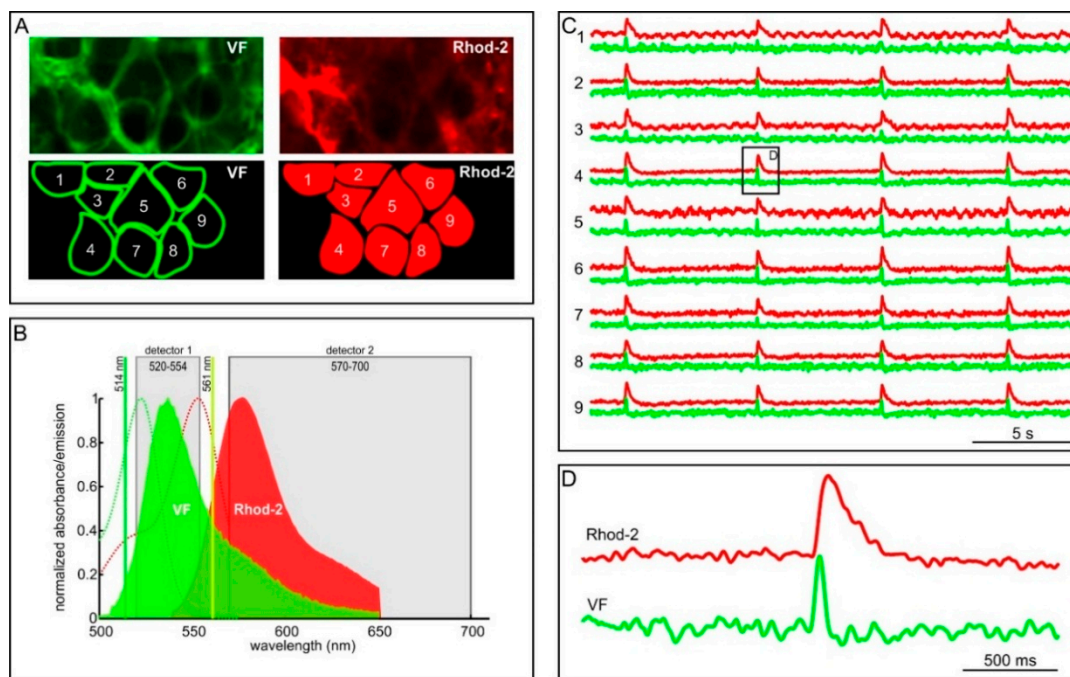 A
VF
Rhod-2
VF
Rhod-2
1
2
3
4
5
6
7
8
9
1
2
3
4
5
6
7
8
9
B
detector 1
520-554
detector 2
570-700
514 nm
561 nm
normalized absorbance/emission
1
0.8
0.6
0.4
0.2
0
VF
Rhod-2
500
550
600
650
700
wavelength (nm)
C
1
2
3
4
D
5
6
7
8
9
5 s
D
Rhod-2
VF
500 ms